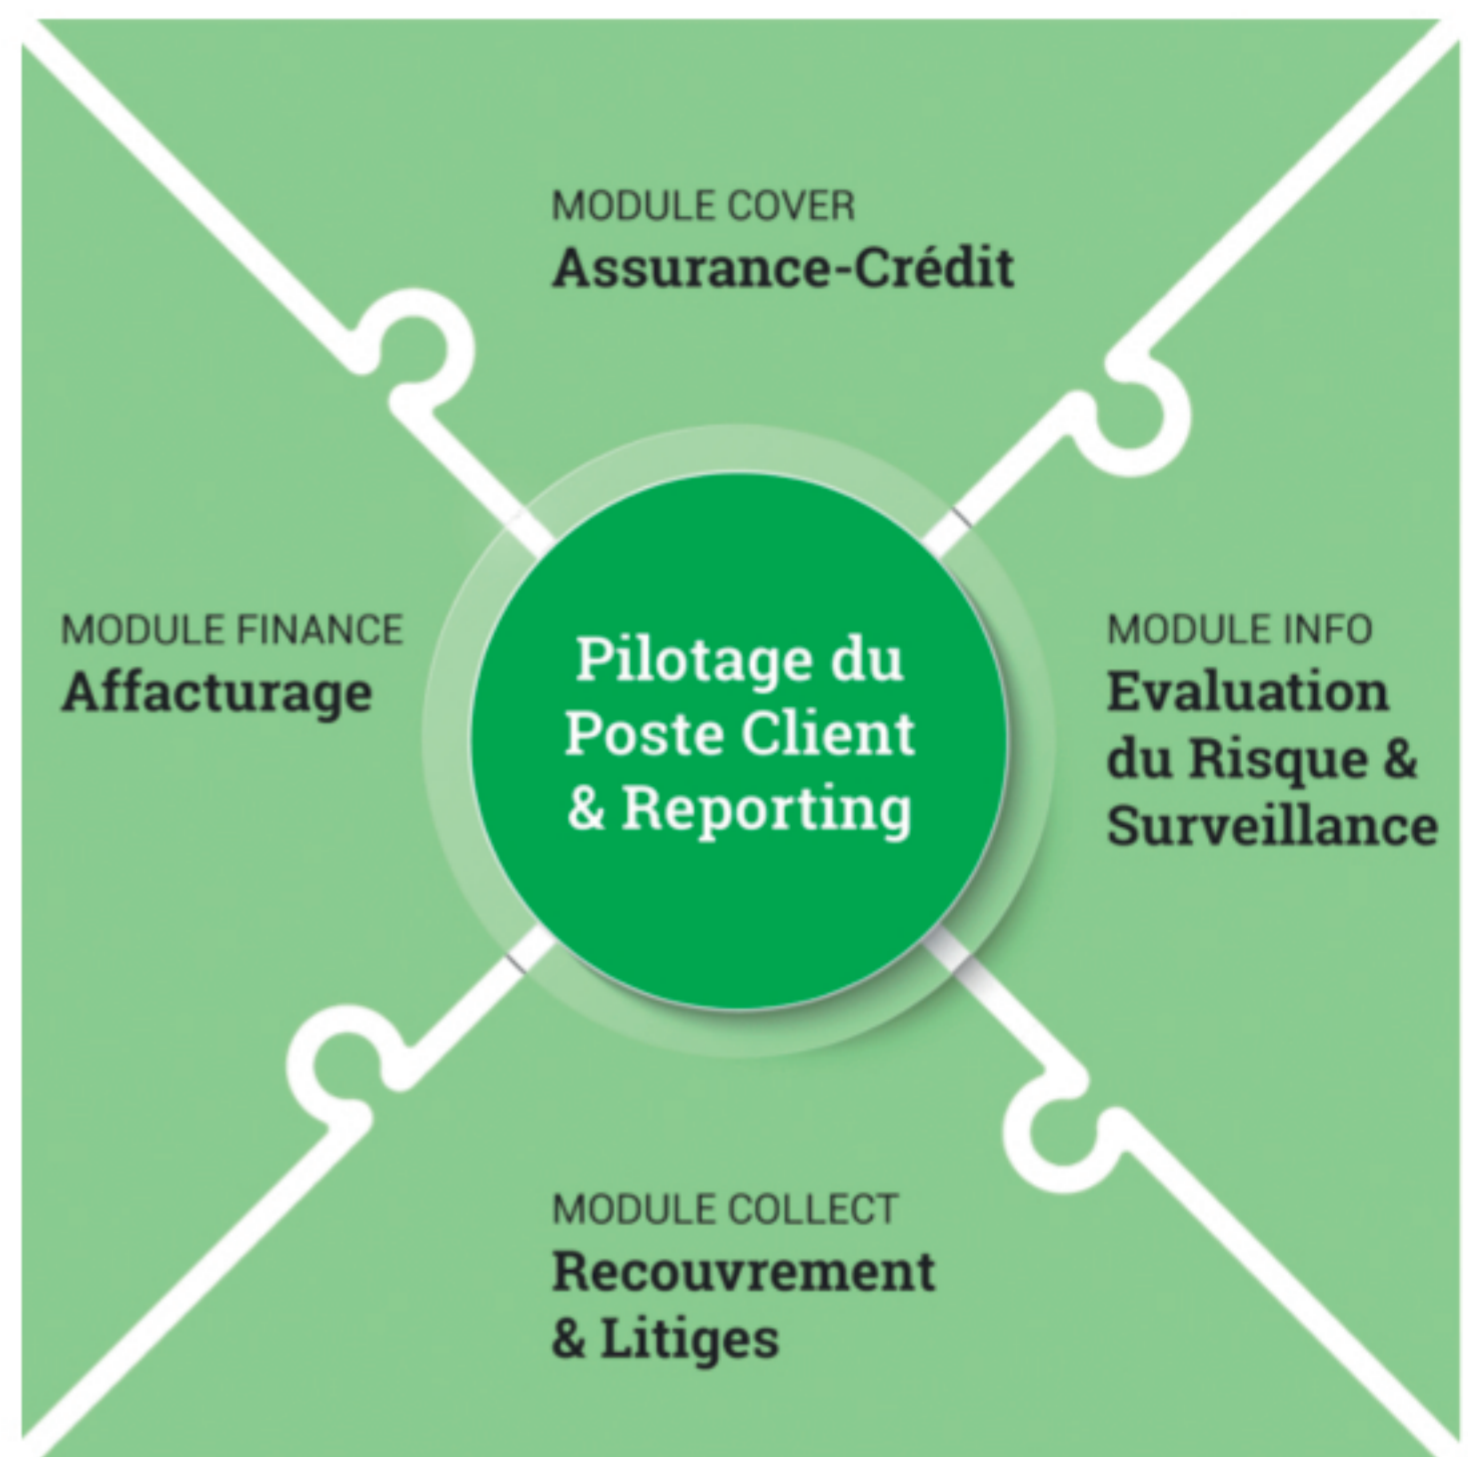 MODULE COVER
Assurance-Crédit
MODULE FINANCE
Affacturage
Pilotage du
Poste Client
& Reporting
MODULE INFO
Evaluation
du Risque &
Surveillance
MODULE COLLECT
Recouvrement
& Litiges